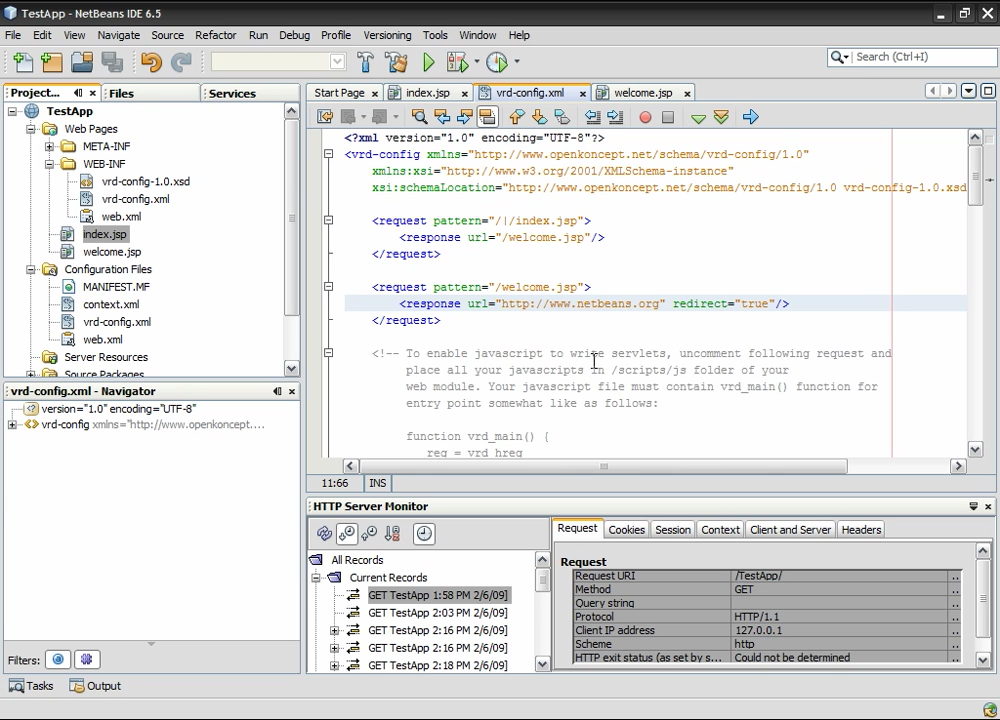 TestApp - NetBeans IDE 6.5
File Edit View Navigate Source Refactor Run Debug Profile Versioning Tools Window Help
Search (Ctrl+I)
Project... Files Services
TestApp
Web Pages
META-INF
WEB-INF
vrd-config-1.0.xsd
vrd-config.xml
web.xml
index.jsp
welcome.jsp
Configuration Files
MANIFEST.MF
context.xml
vrd-config.xml
web.xml
Server Resources
Source Packages
vrd-config.xml - Navigator
version="1.0" encoding="UTF-8"
vrd-config xmlns="http://www.openkoncept....
Filters:
Tasks Output
Start Page index.jsp vrd-config.xml welcome.jsp
<?xml version="1.0" encoding="UTF-8"?>
<vrd-config xmlns="http://www.openkoncept.net/schema/vrd-config/1.0"
xmlns:xsi="http://www.w3.org/2001/XMLSchema-instance"
xsi:schemaLocation="http://www.openkoncept.net/schema/vrd-config/1.0 vrd-config-1.0.xsd
<request pattern="/|/index.jsp">
<response url="/welcome.jsp"/>
</request>
<request pattern="/welcome.jsp">
<response url="http://www.netbeans.org" redirect="true"/>
</request>
<!-- To enable javascript to write servlets, uncomment following request and
place all your javascripts in /scripts/js folder of your
web module. Your javascript file must contain vrd_main() function for
entry point somewhat like as follows:
function vrd_main() {
req = vrd hreq
11:66 INS
HTTP Server Monitor
All Records
Current Records
GET TestApp 1:58 PM 2/6/09]
GET TestApp 2:03 PM 2/6/09]
GET TestApp 2:16 PM 2/6/09]
GET TestApp 2:16 PM 2/6/09]
GET TestApp 2:18 PM 2/6/09]
Request Cookies Session Context Client and Server Headers
Request
Request URI /TestApp/ ..
Method GET ..
Query string ..
Protocol HTTP/1.1 ..
Client IP address 127.0.0.1 ..
Scheme http ..
HTTP exit status (as set by s... Could not be determined ..